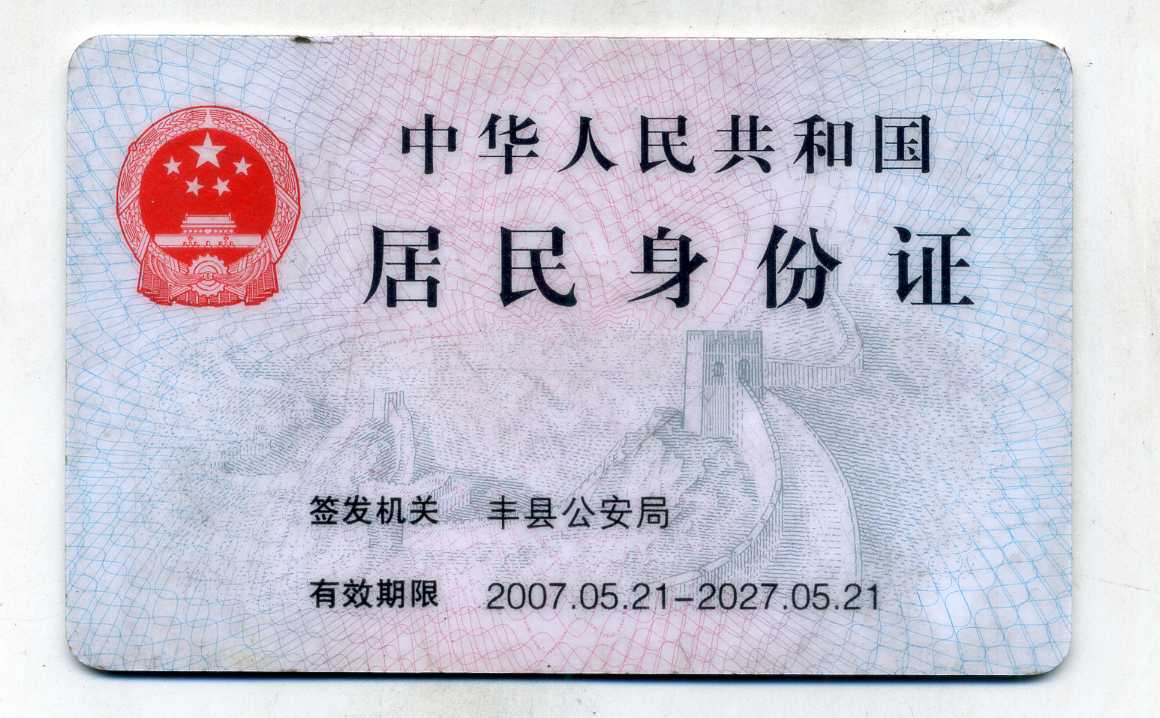 中华人民共和国
居民身份证
签发机关 丰县公安局
有效期限 2007.05.21-2027.05.21